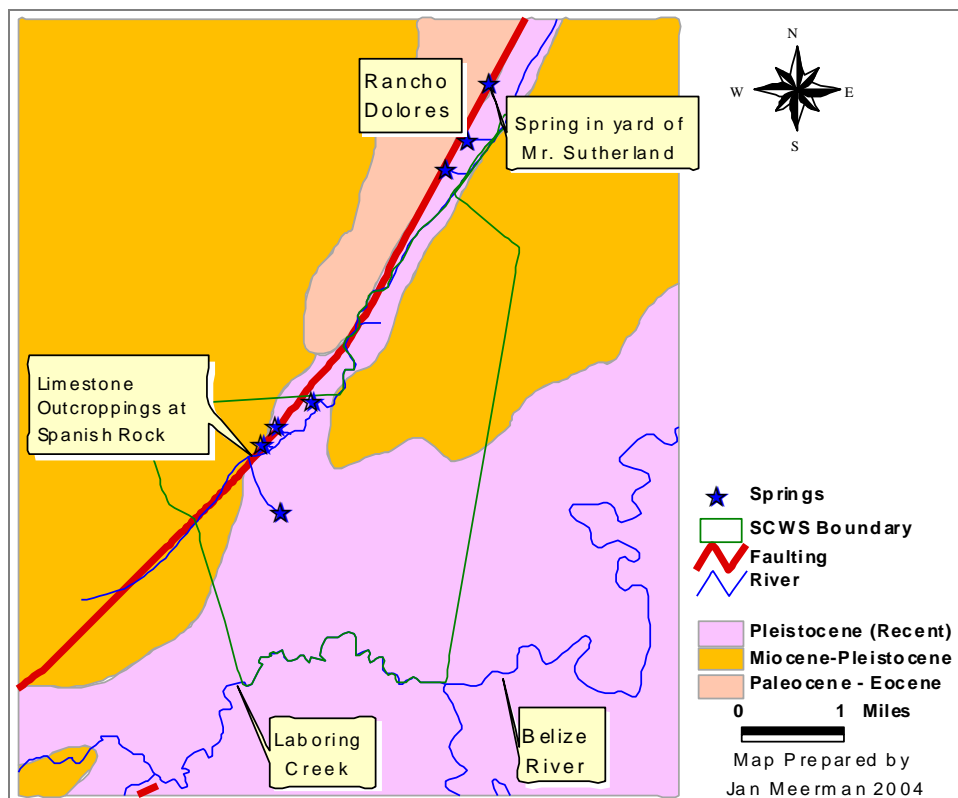 N
W E
S
Rancho
Dolores
Spring in yard of
Mr. Sutherland
Limestone
Outcroppings at
Spanish Rock
Springs
SCWS Boundary
Faulting
River
Pleistocene (Recent)
Miocene-Pleistocene
Paleocene - Eocene
0 1 Miles
Laboring
Creek
Belize
River
Map Prepared by
Jan Meerman 2004